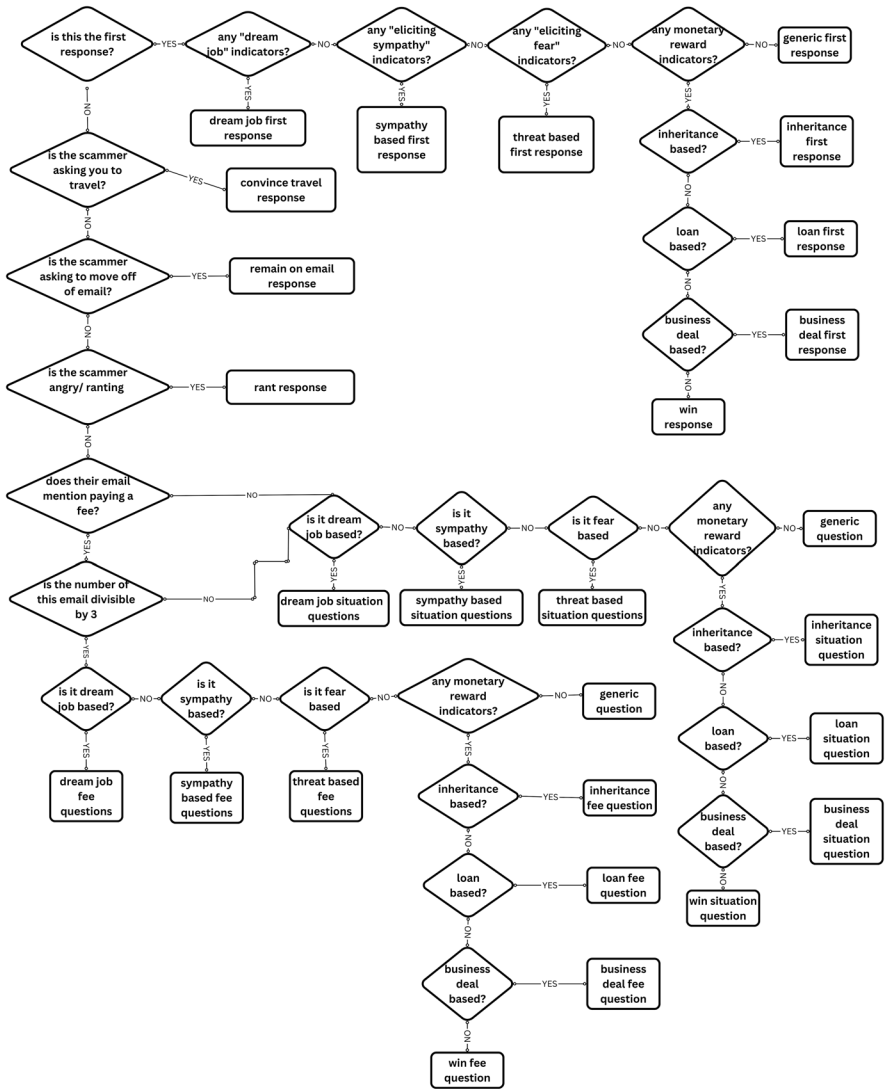 is this the first
response?
YES
any "dream
job" indicators?
NO
any "eliciting
sympathy"
indicators?
NO
any "eliciting
fear"
indicators?
NO
any monetary
reward
indicators?
NO
generic first
response
YES
dream job first
response
YES
sympathy
based first
response
YES
threat based
first response
YES
inheritance
based?
YES
inheritance
first
response
NO
loan
based?
YES
loan first
response
NO
business
deal
based?
YES
business
deal first
response
NO
win
response
NO
is the scammer
asking you to
travel?
YES
convince travel
response
NO
is the scammer
asking to move off
of email?
YES
remain on email
response
NO
is the scammer
angry/ ranting
YES
rant response
NO
does their email
mention paying a
fee?
NO
YES
is the number of
this email divisible
by 3
NO
is it dream
job based?
NO
is it
sympathy
based?
NO
is it fear
based
NO
any
monetary
reward
indicators?
NO
generic
question
YES
dream job situation
questions
YES
sympathy based
situation questions
YES
threat based
situation questions
YES
inheritance
based?
YES
inheritance
situation
question
NO
loan
based?
YES
loan
situation
question
NO
business
deal
based?
YES
business
deal
situation
question
NO
win situation
question
YES
is it dream
job based?
NO
is it
sympathy
based?
NO
is it fear
based
NO
any monetary
reward
indicators?
NO
generic
question
YES
dream job
fee
questions
YES
sympathy
based fee
questions
YES
threat based
fee
questions
YES
inheritance
based?
YES
inheritance
fee question
NO
loan
based?
YES
loan fee
question
NO
business
deal
based?
YES
business
deal fee
question
NO
win fee
question